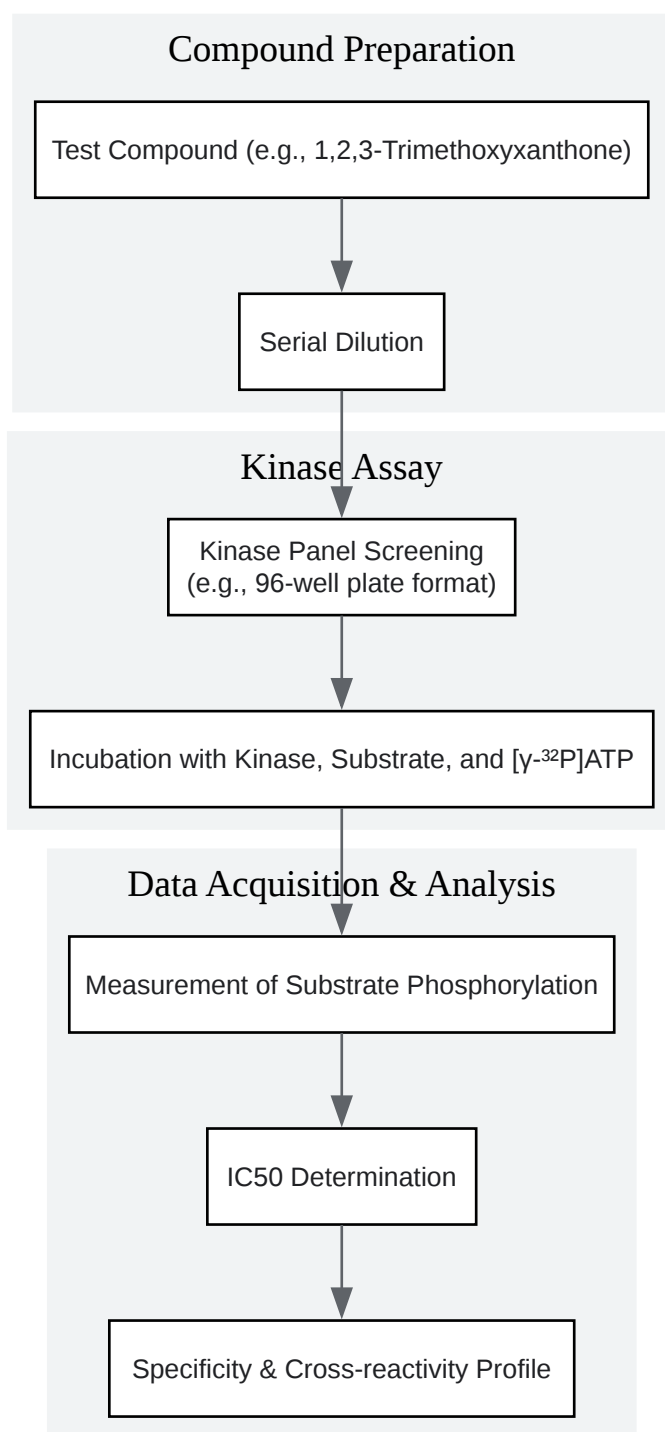 Compound Preparation
Test Compound (e.g., 1,2,3-Trimethoxyxanthone)
Serial Dilution
Kinase Assay
Kinase Panel Screening
(e.g., 96-well plate format)
Incubation with Kinase, Substrate, and [γ-³²P]ATP
Data Acquisition & Analysis
Measurement of Substrate Phosphorylation
IC50 Determination
Specificity & Cross-reactivity Profile